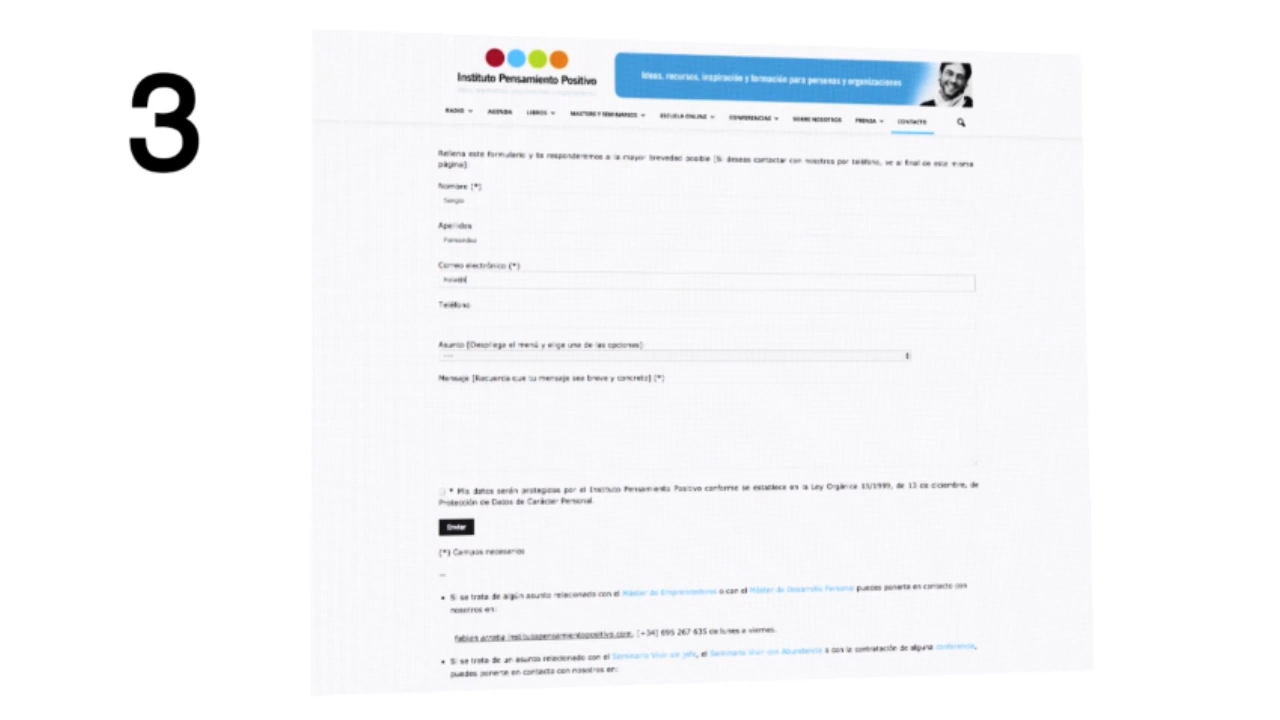 3
Instituto Pensamiento Positivo
Ideas, recursos, inspiración y formación para personas y organizaciones
RADIO AGENDA LIBROS MASTERS Y SEMINARIOS ESCUELA ONLINE CONFERENCIAS SOBRE NOSOTROS PRENSA CONTACTO
Rellena este formulario y te responderemos a la mayor brevedad posible [Si deseas contactar con nosotros por teléfono, ve al final de esta misma
página].
Nombre (*)
Sergio
Apellidos
Fernandez
Correo electrónico (*)
Teléfono
Asunto [Despliega el menú y elige una de las opciones]:
---
Mensaje [Recuerda que tu mensaje sea breve y concreto] (*)
* Mis datos serán protegidos por el Instituto Pensamiento Positivo conforme se establece en la Ley Orgánica 15/1999, de 13 de diciembre, de
Protección de Datos de Carácter Personal.
Enviar
(*) Campos necesarios
—
• Si se trata de algún asunto relacionado con el Máster de Emprendedores o con el Máster de Desarrollo Personal puedes ponerte en contacto con
nosotros en:
institutopensamientopositivo.com, [+34] 695 267 635 de lunes a viernes.
• Si se trata de un asunto relacionado con el Seminario Vivir sin jefe, el Seminario Vivir con Abundancia o con la contratación de alguna conferencia,
puedes ponerte en contacto con nosotros en: